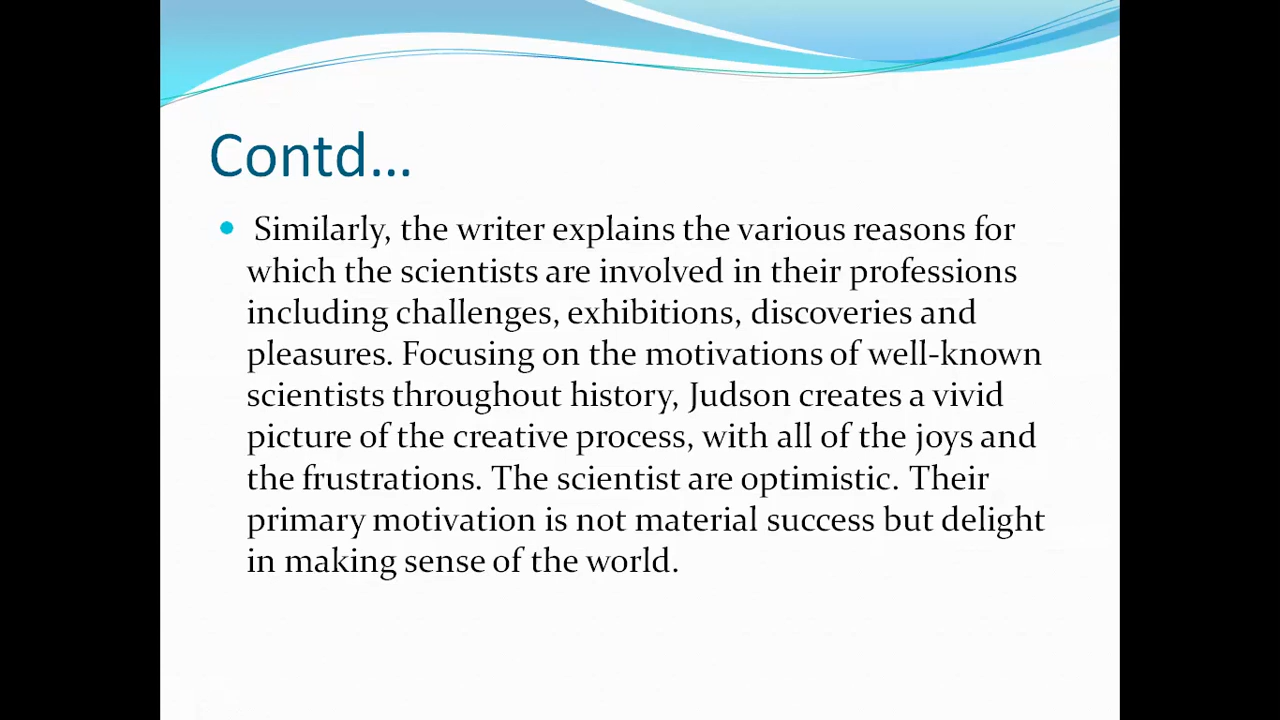 Contd...
Similarly, the writer explains the various reasons for
which the scientists are involved in their professions
including challenges, exhibitions, discoveries and
pleasures. Focusing on the motivations of well-known
scientists throughout history, Judson creates a vivid
picture of the creative process, with all of the joys and
the frustrations. The scientist are optimistic. Their
primary motivation is not material success but delight
in making sense of the world.